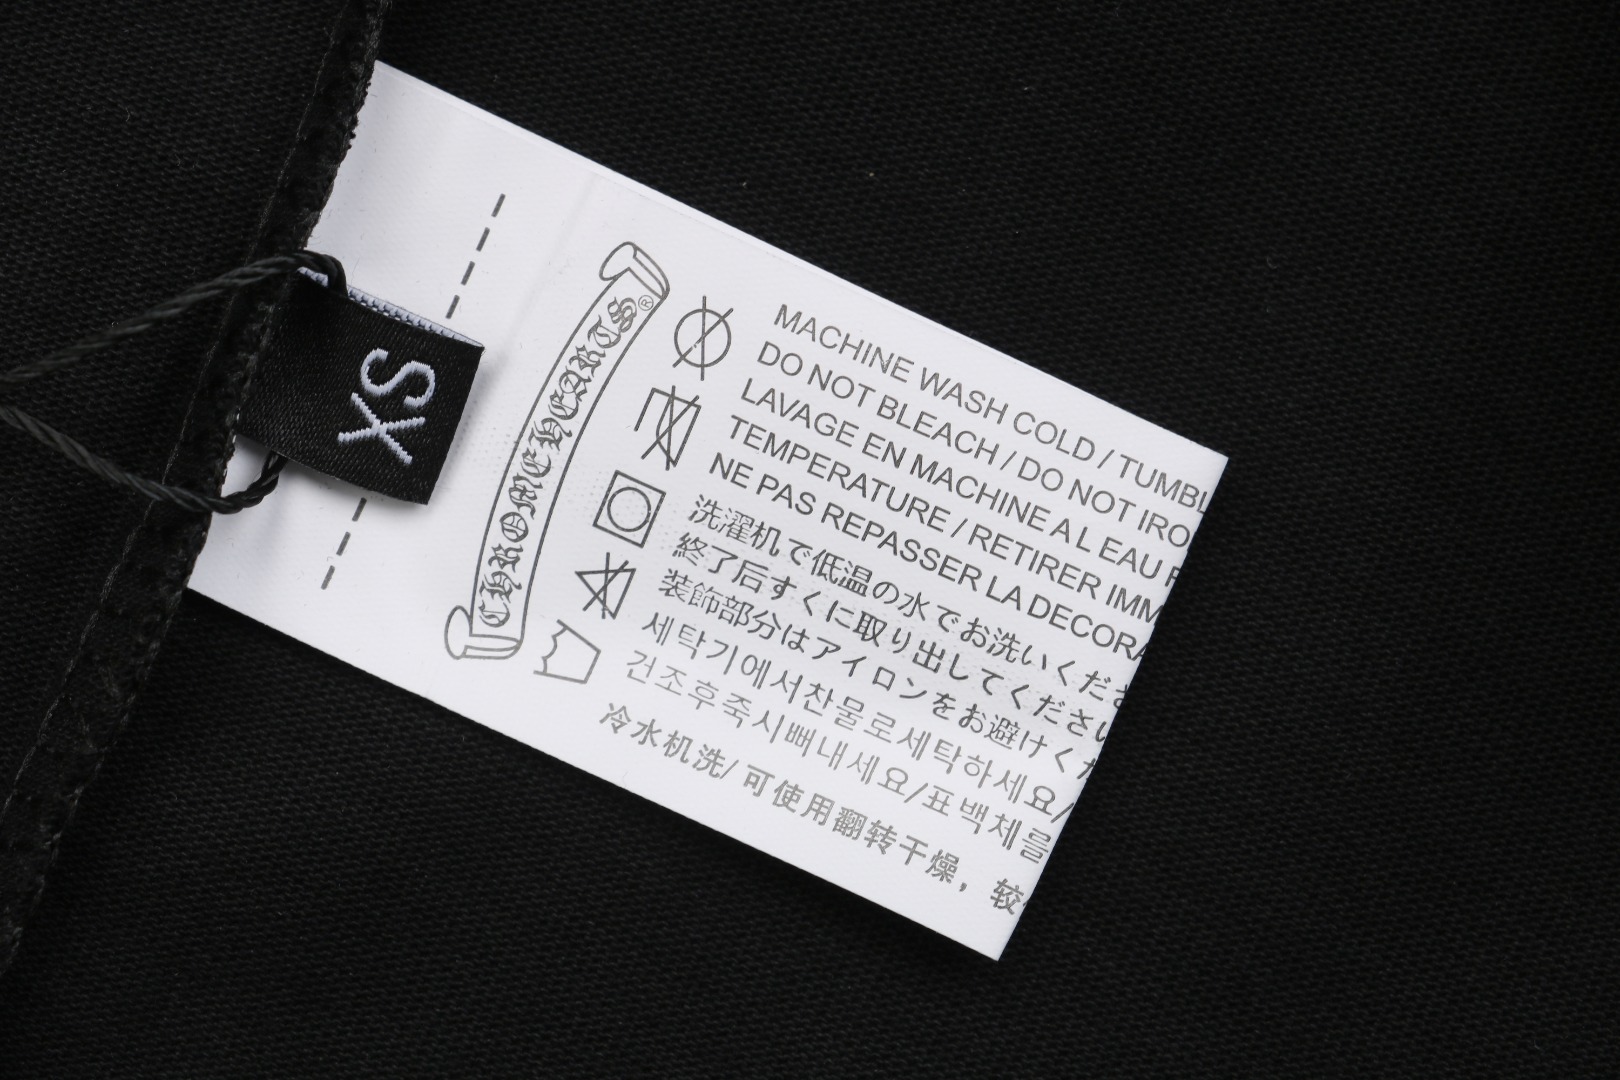 XS
CHROME HEARTS®
MACHINE WASH COLD / TUMBL
DO NOT BLEACH / DO NOT IRO
LAVAGE EN MACHINE A L EAU
TEMPERATURE / RETIRER IMM
NE PAS REPASSER LA DECORA
洗濯机で低温の水でお洗いくださ
終了后すくに取り出してください
装飾部分はアイロンをお避けくだ
세탁기에서찬물로세탁하세요/
건조후즉시빼내세요/표백제를
冷水机洗/可使用翻转干燥，较